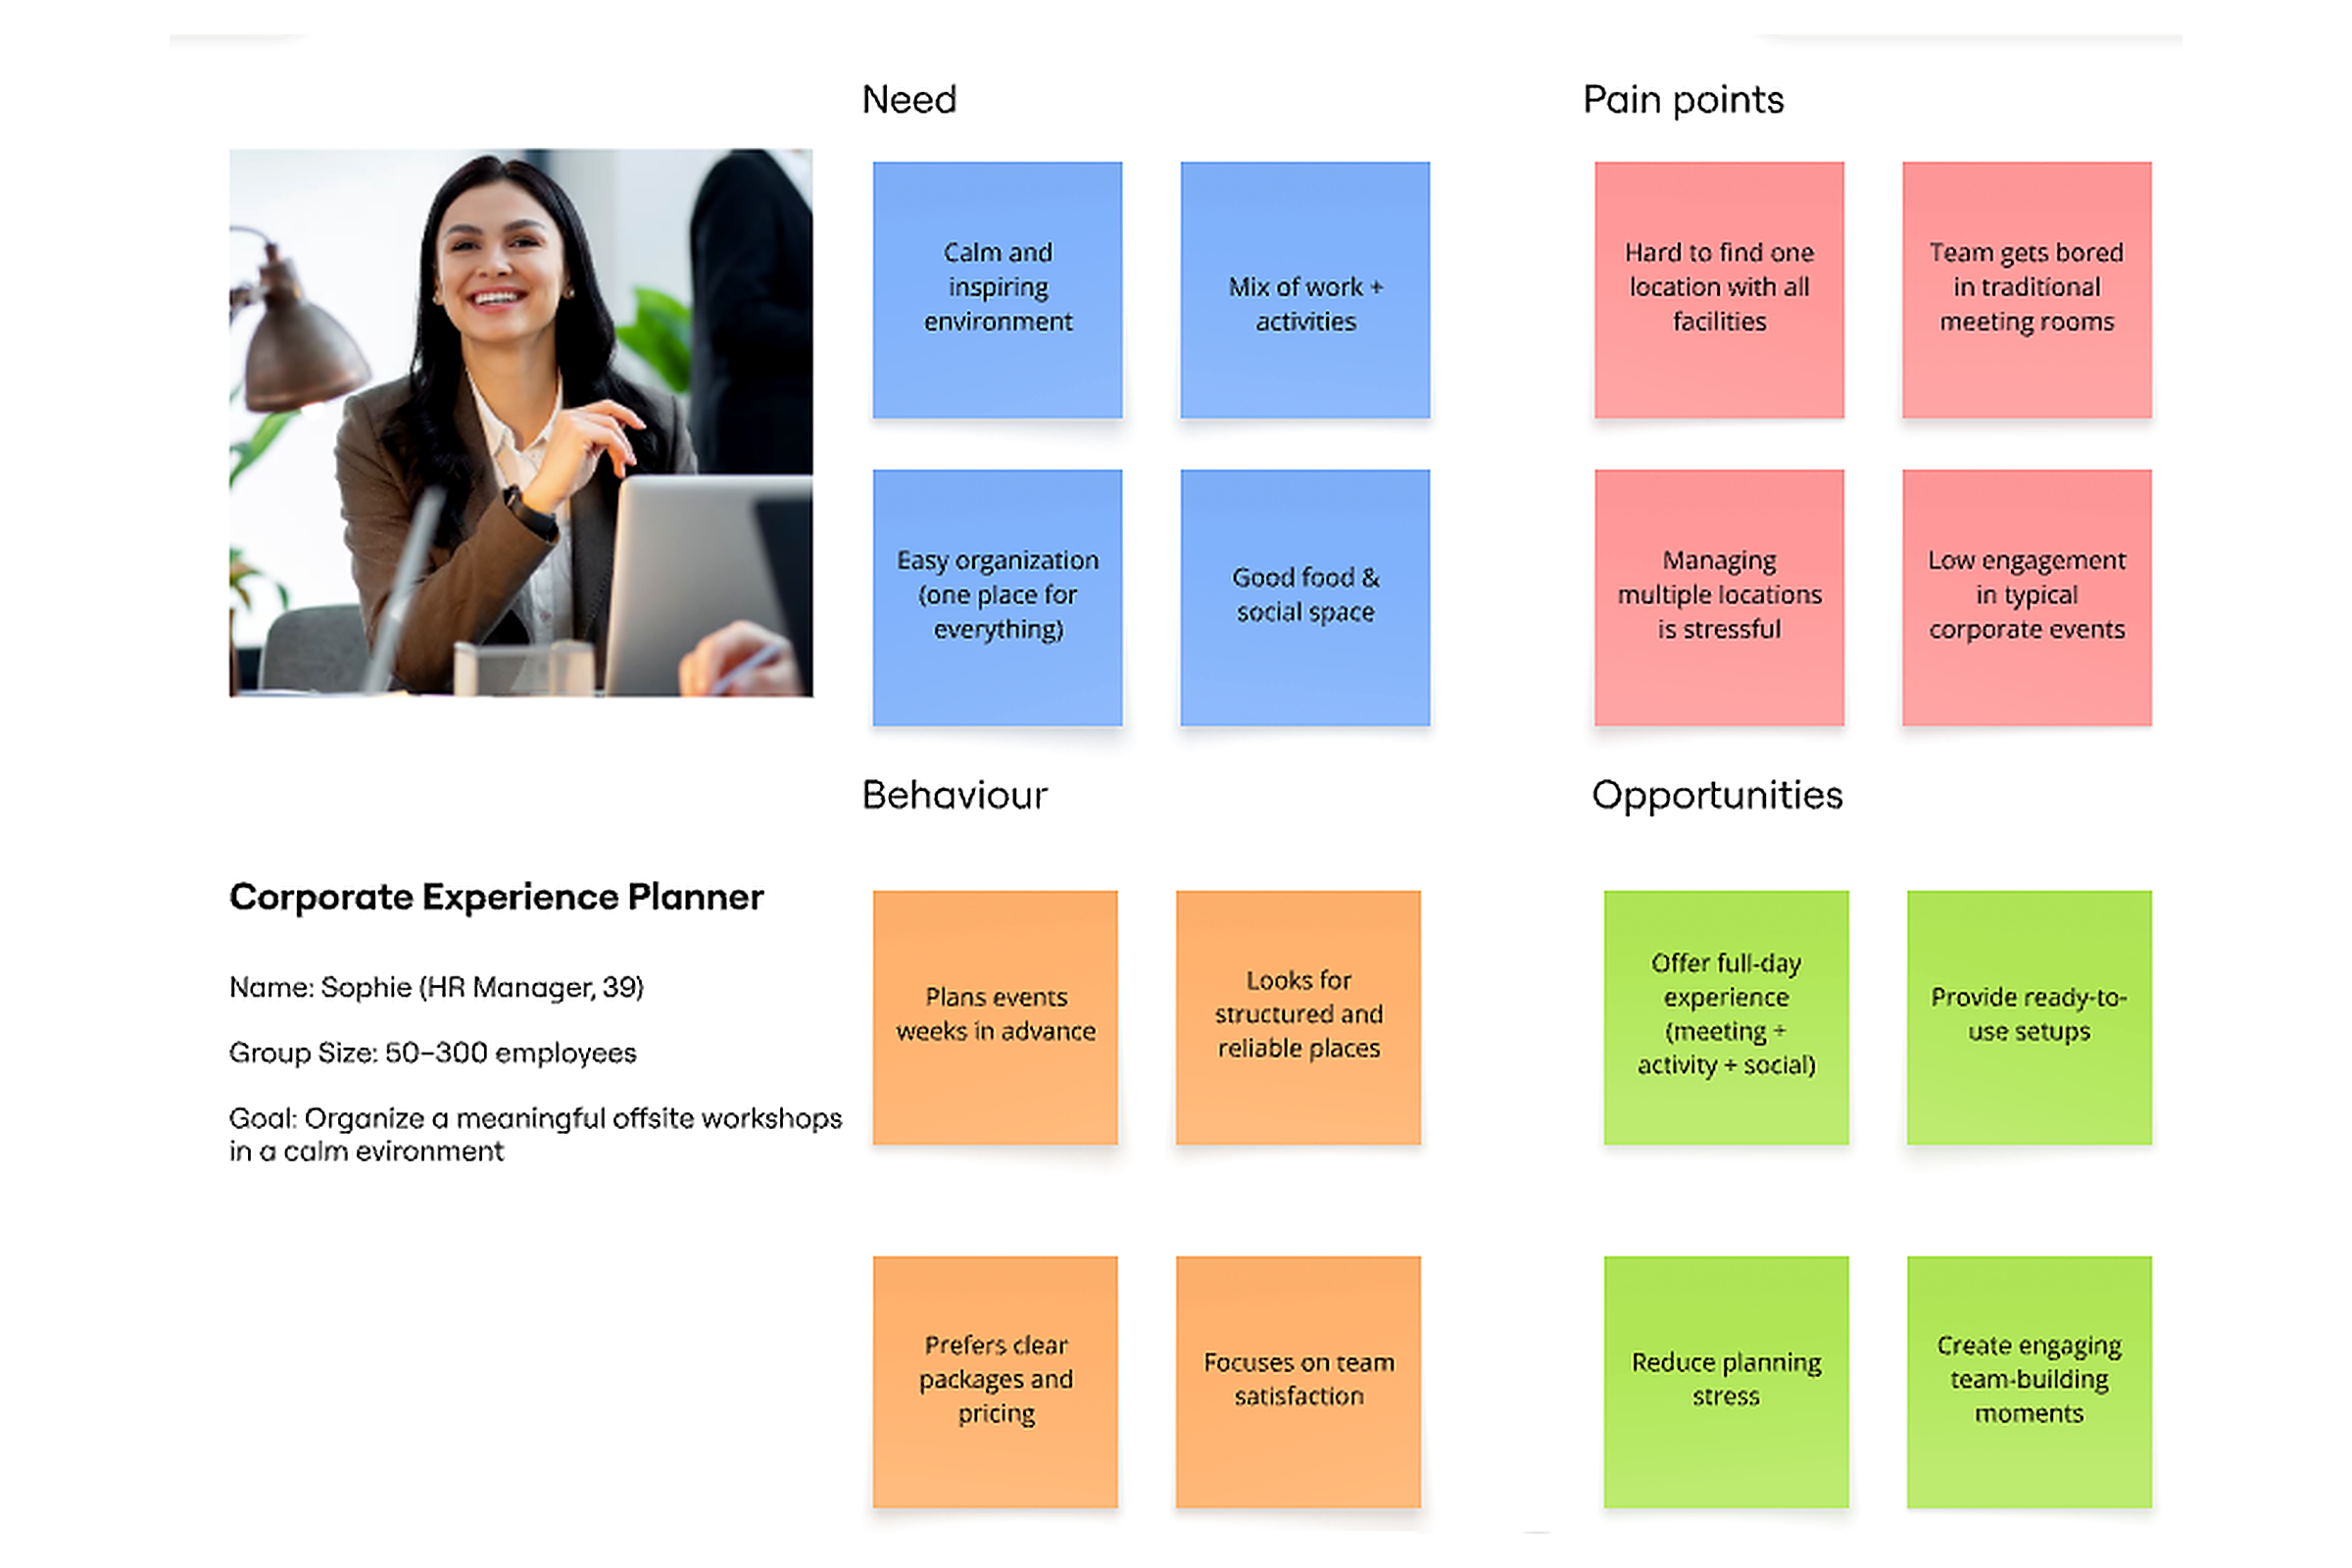 Need
Calm and
inspiring
environment
Mix of work +
activities
Easy organization
(one place for
everything)
Good food &
social space
Pain points
Hard to find one
location with all
facilities
Team gets bored
in traditional
meeting rooms
Managing
multiple locations
is stressful
Low engagement
in typical
corporate events
Corporate Experience Planner
Name: Sophie (HR Manager, 39)
Group Size: 50–300 employees
Goal: Organize a meaningful offsite workshops
in a calm evironment
Behaviour
Plans events
weeks in advance
Looks for
structured and
reliable places
Prefers clear
packages and
pricing
Focuses on team
satisfaction
Opportunities
Offer full-day
experience
(meeting +
activity + social)
Provide ready-to-
use setups
Reduce planning
stress
Create engaging
team-building
moments